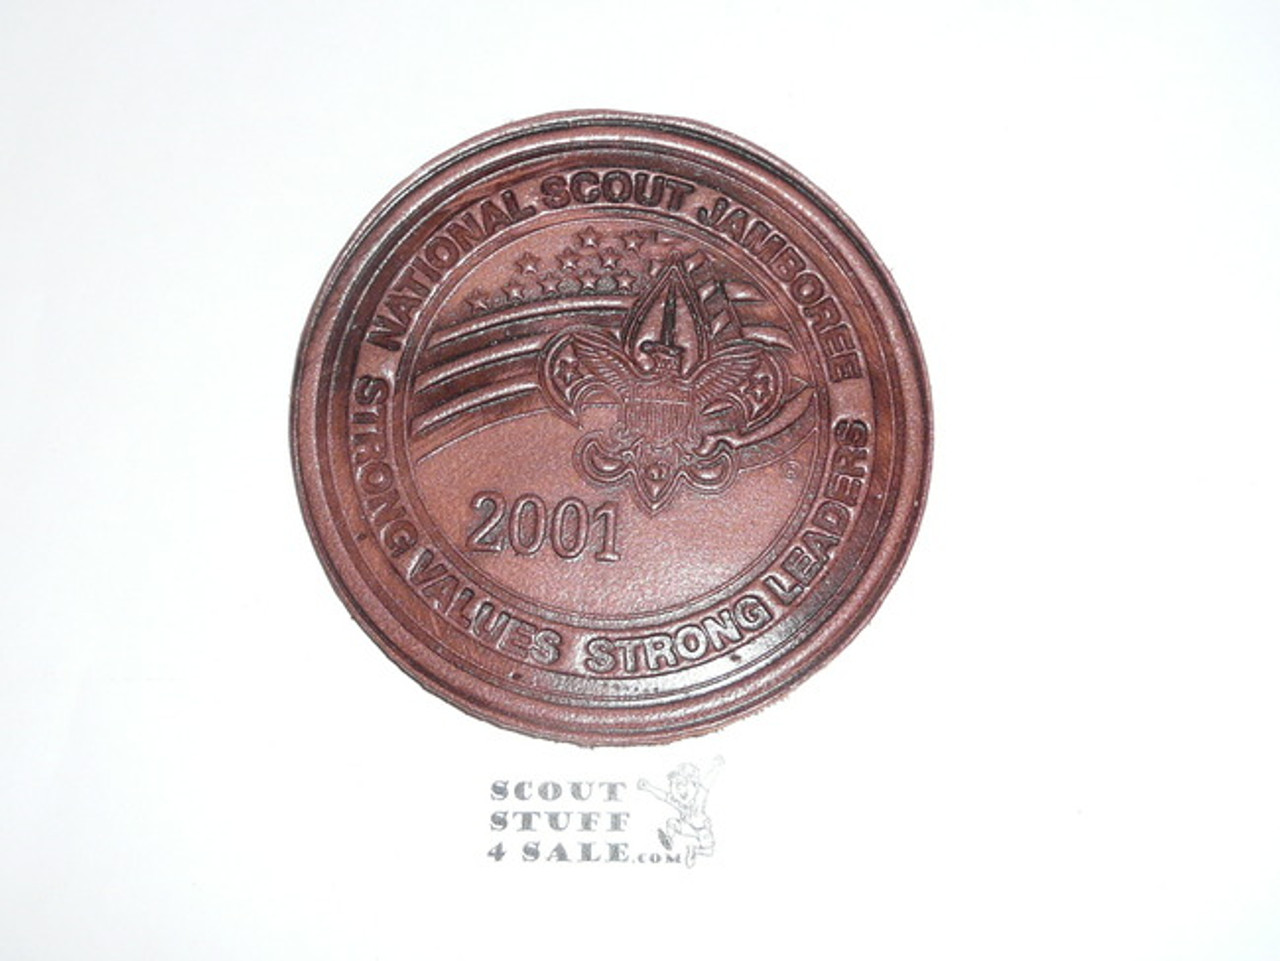 NATIONAL SCOUT JAMBOREE
2001
STRONG VALUES STRONG LEADERS
SCOUT
STUFF
4 SALE.COM